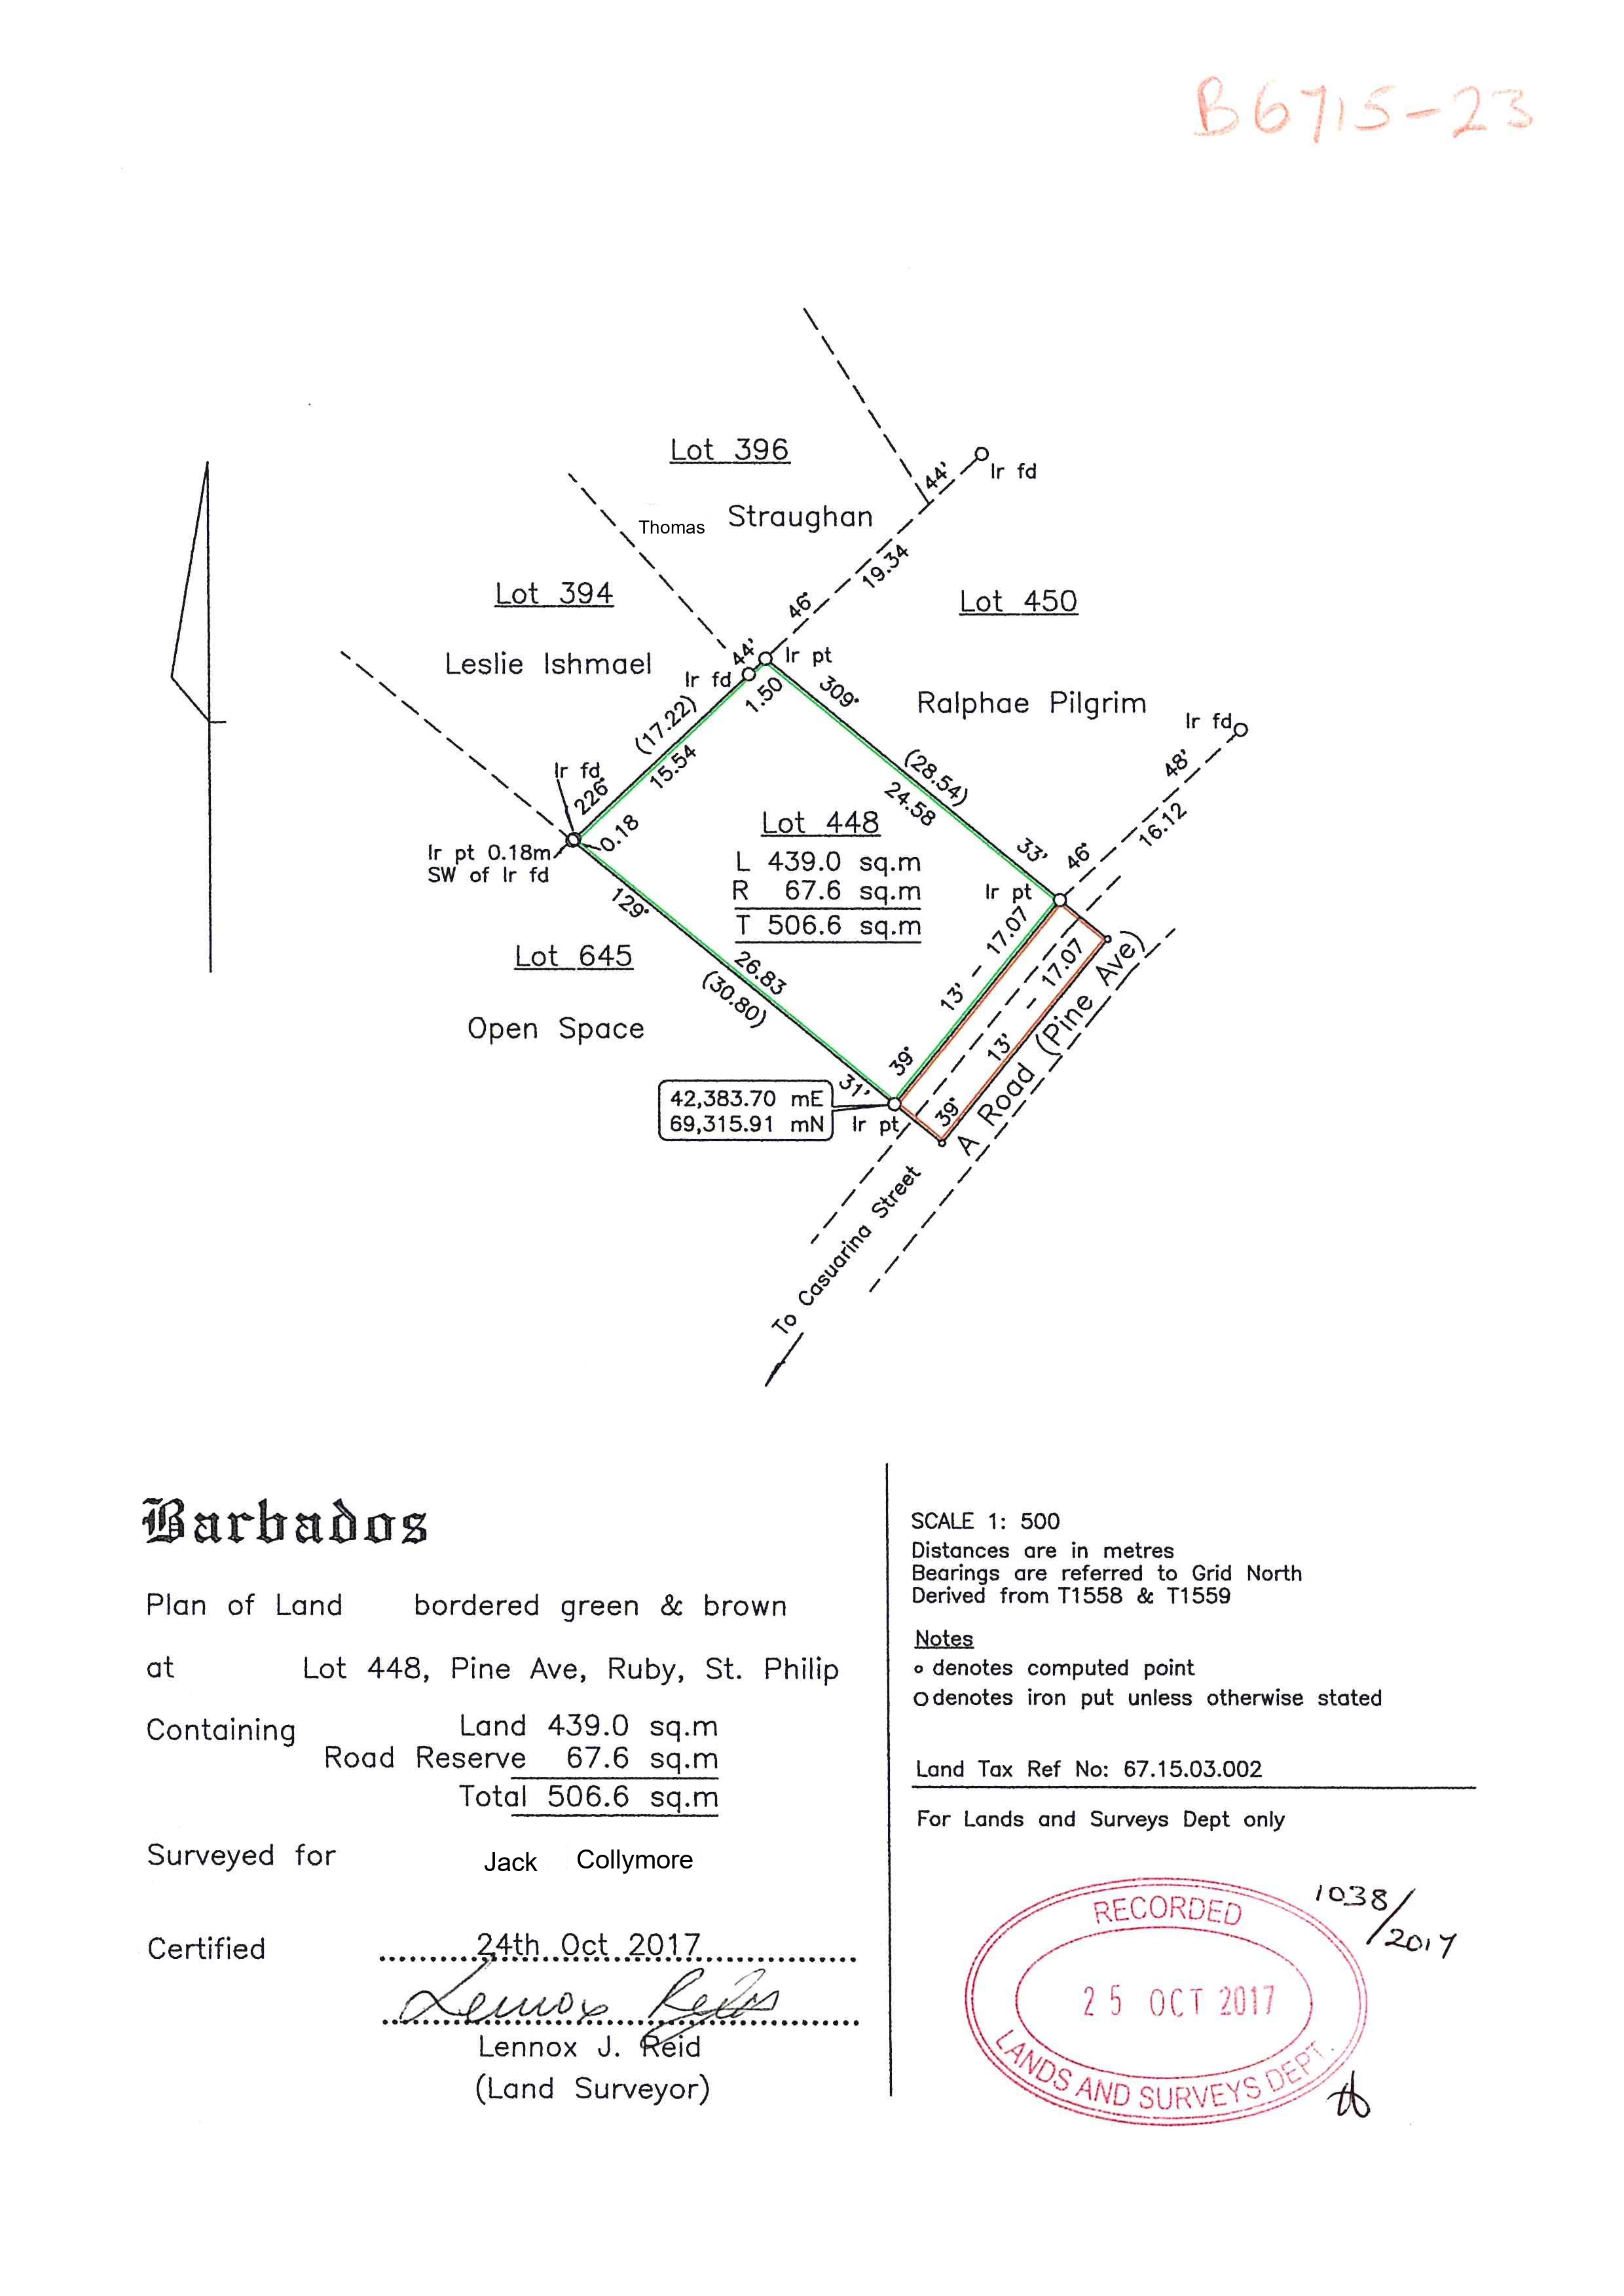 B6715-23
Lot 396
Ir fd
44'
Thomas Straughan
19.34
46°
Lot 394
Lot 450
Leslie Ishmael
44'
Ir pt
Ir fd
1.50
309°
Ralphae Pilgrim
Ir fd
(17.22)
15.54
48'
(28.54)
24.58
16.12
Ir fd
226°
0.18
Lot 448
33'
46°
Ir pt 0.18m
SW of Ir fd
L 439.0 sq.m
R 67.6 sq.m
T 506.6 sq.m
Ir pt
129°
Lot 645
26.83
(30.80)
13' - 17.07
13' - 17.07
Open Space
39°
31'
39°
A Road (Pine Ave)
42,383.70 mE
69,315.91 mN
Ir pt
To Casuarina Street
Barbados
Plan of Land bordered green & brown
at Lot 448, Pine Ave, Ruby, St. Philip
Containing Land 439.0 sq.m
Road Reserve 67.6 sq.m
Total 506.6 sq.m
Surveyed for Jack Collymore
Certified 24th Oct 2017
Lennox Reid
Lennox J. Reid
(Land Surveyor)
SCALE 1: 500
Distances are in metres
Bearings are referred to Grid North
Derived from T1558 & T1559
Notes
o denotes computed point
O denotes iron put unless otherwise stated
Land Tax Ref No: 67.15.03.002
For Lands and Surveys Dept only
1038/2017
RECORDED
25 OCT 2017
LANDS AND SURVEYS DEPT.